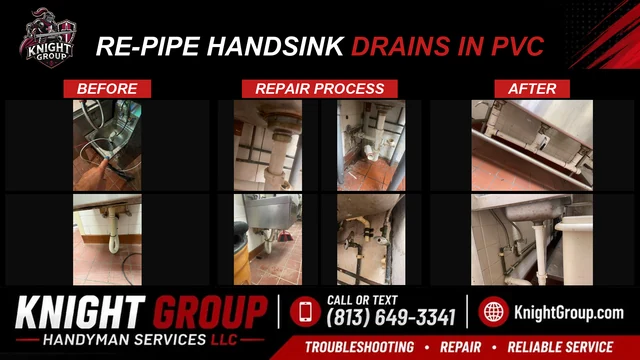 KNIGHT
GROUP
RE-PIPE HANDSINK DRAINS IN PVC
BEFORE
REPAIR PROCESS
AFTER
KNIGHT GROUP
HANDYMAN SERVICES LLC
CALL OR TEXT
(813) 649-3341
KnightGroup.com
TROUBLESHOOTING • REPAIR • RELIABLE SERVICE